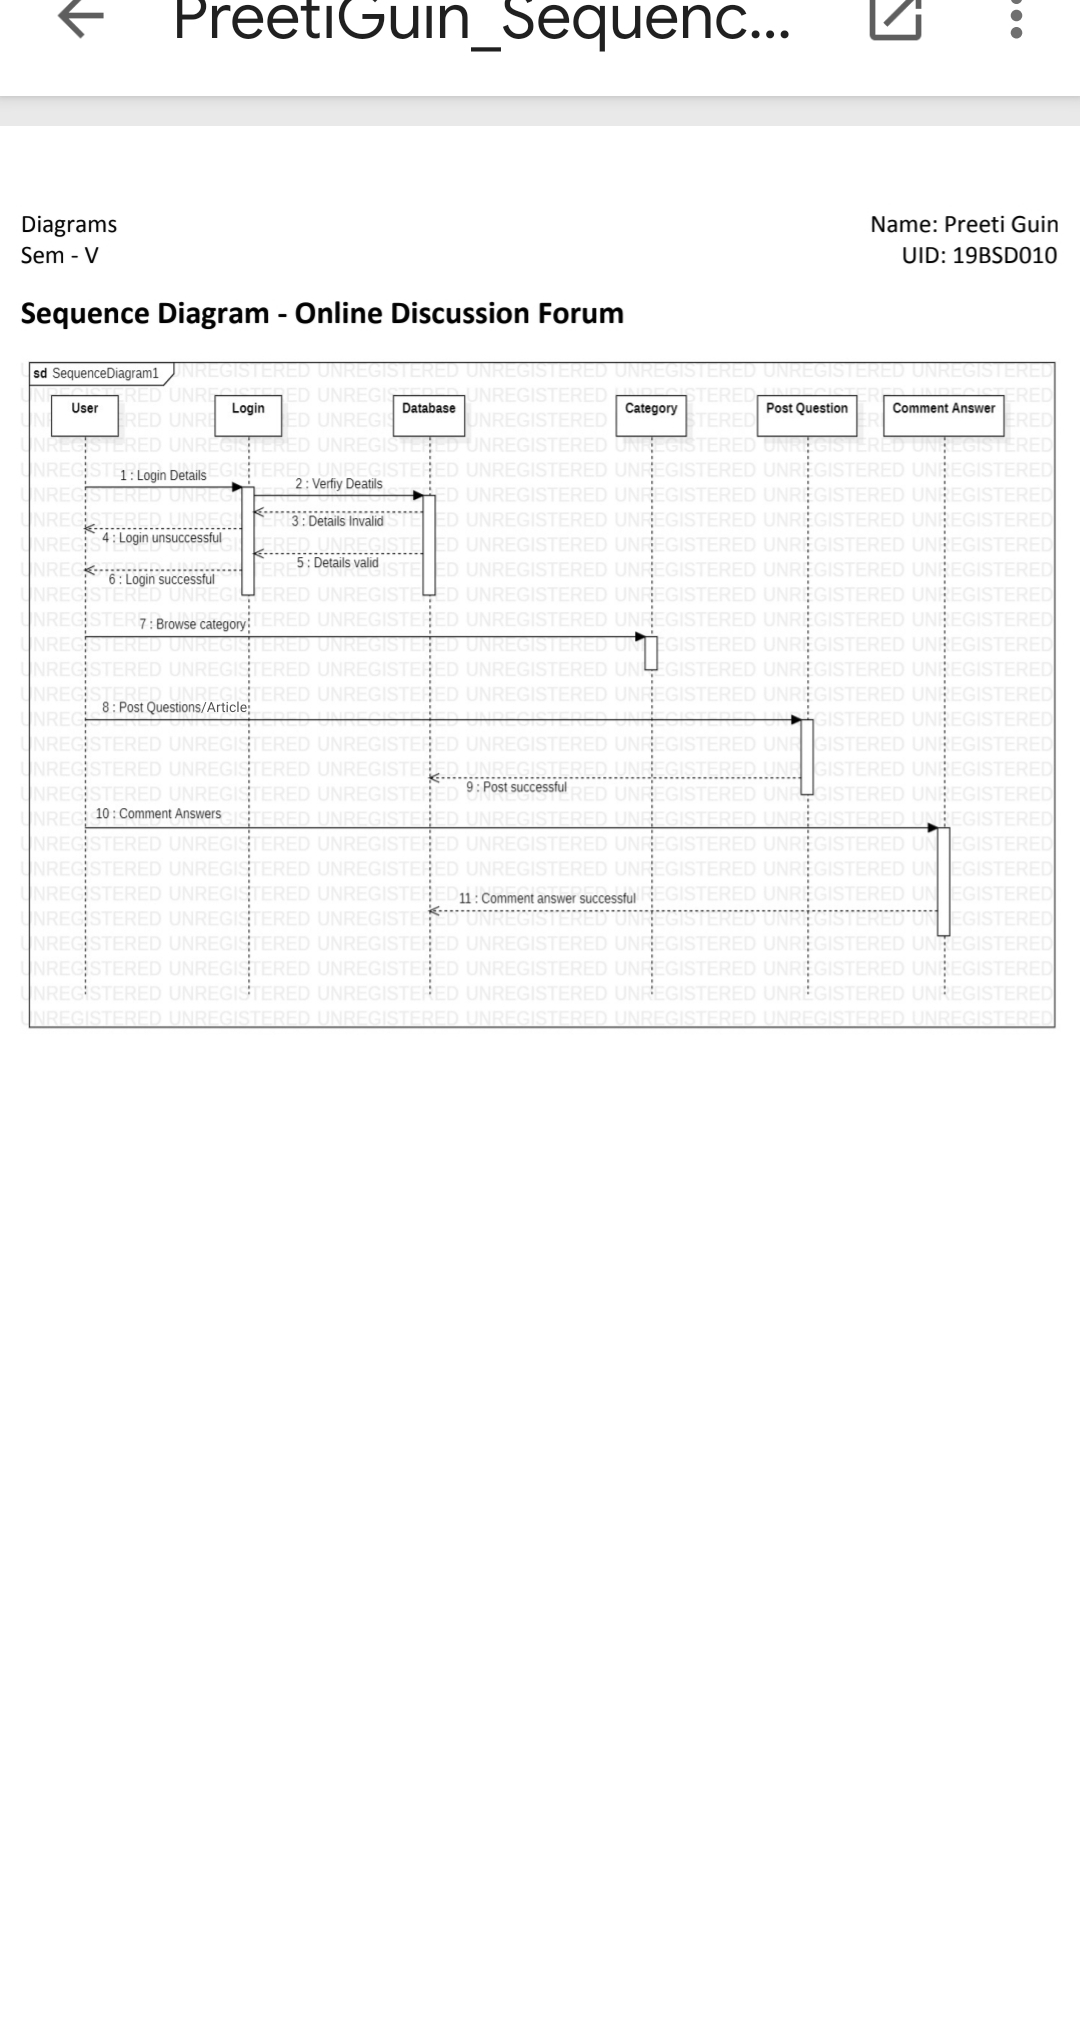 PreetiGuin_Sequenc...
Diagrams
Name: Preeti Guin
Sem - V
UID: 19BSD010
Sequence Diagram - Online Discussion Forum
sd SequenceDiagram1
User
Login
Database
Category
Post Question
Comment Answer
1 : Login Details
2 : Verfiy Deatils
3 : Details Invalid
4 : Login unsuccessful
5 : Details valid
6 : Login successful
7 : Browse category
8 : Post Questions/Article
9 : Post successful
10 : Comment Answers
11 : Comment answer successful
UNREGISTERED UNREGISTERED UNREGISTERED UNREGISTERED UNREGISTERED UNREGISTERED UNREGISTERED